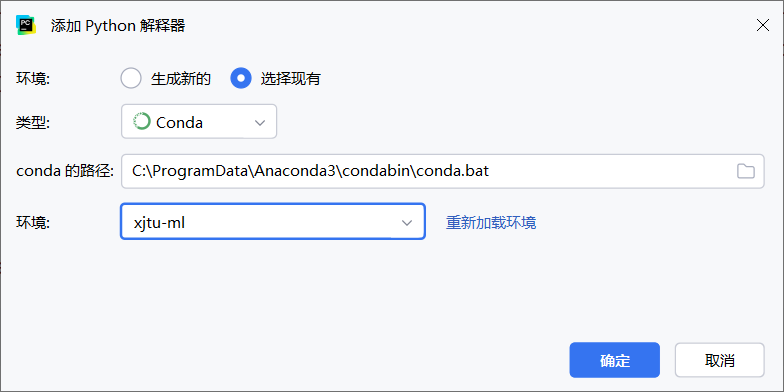 添加 Python 解释器
环境: 生成新的 选择现有
类型: Conda
conda 的路径: C:\ProgramData\Anaconda3\condabin\conda.bat
环境: xjtu-ml 重新加载环境
确定 取消